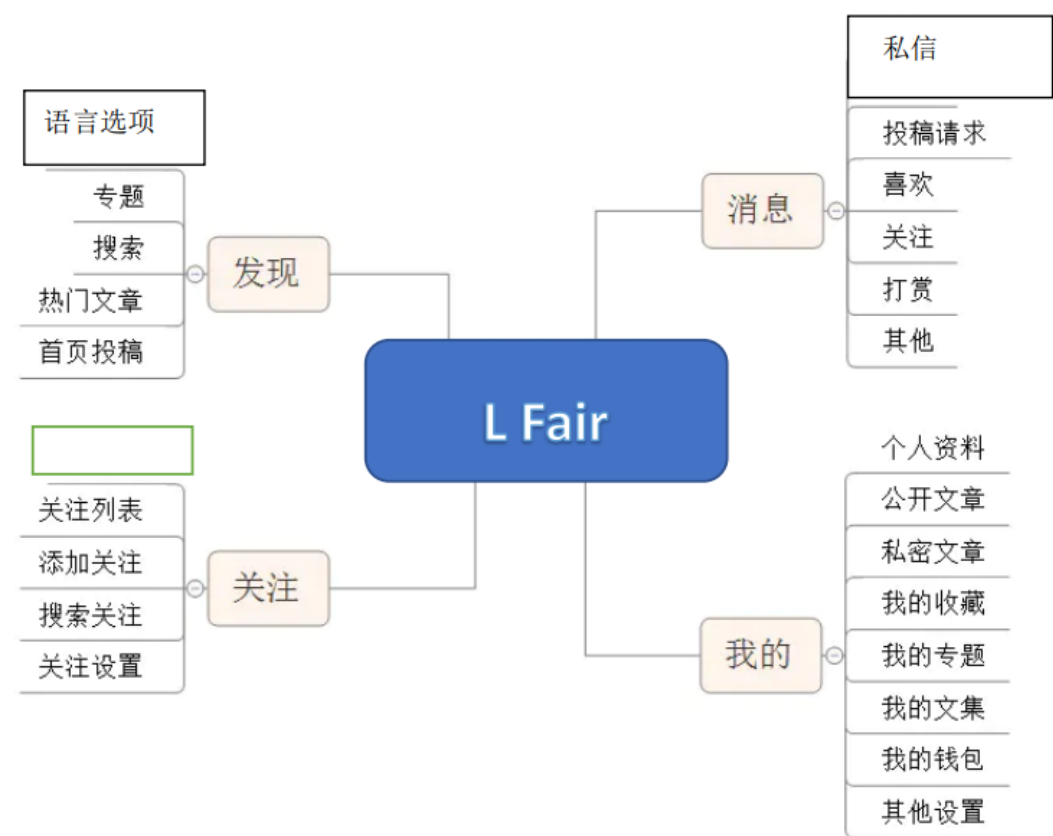 语言选项
专题
搜索
热门文章
首页投稿
发现
私信
投稿请求
喜欢
关注
打赏
其他
消息
L Fair
关注列表
添加关注
搜索关注
关注设置
关注
个人资料
公开文章
私密文章
我的收藏
我的专题
我的文集
我的钱包
其他设置
我的